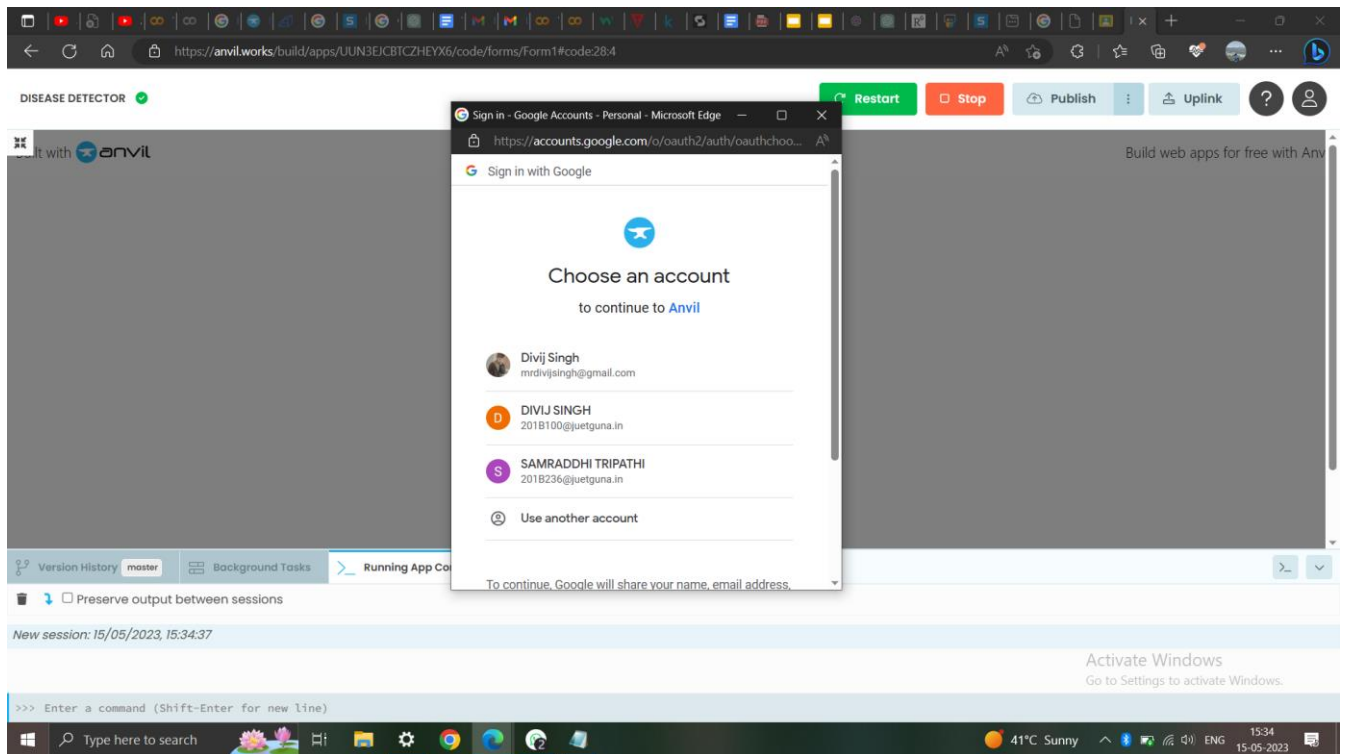 https://anvil.works/build/apps/UUN3EJCBTCZHEYX6/code/forms/Form1#code:28:4
DISEASE DETECTOR
Restart
Stop
Publish
Uplink
Sign in - Google Accounts - Personal - Microsoft Edge
https://accounts.google.com/o/oauth2/auth/oauthchoo...
with anvil
Build web apps for free with Anv
Sign in with Google
Choose an account
to continue to Anvil
Divij Singh
mrdivijsingh@gmail.com
D DIVIJ SINGH
201B100@juetguna.in
S SAMRADDHI TRIPATHI
201B236@juetguna.in
Use another account
To continue, Google will share your name, email address,
Version History master Background Tasks >_ Running App Co
Preserve output between sessions
New session: 15/05/2023, 15:34:37
Activate Windows
Go to Settings to activate Windows.
>>> Enter a command (Shift-Enter for new line)
Type here to search
41°C Sunny ENG 15:34
15-05-2023